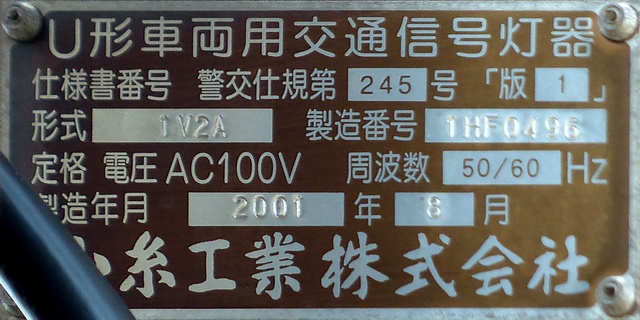 U形車両用交通信号灯器
仕様書番号 警交仕規第 245 号 「版 1 」
形式 1V2A 製造番号 1HF0496
定格 電圧 AC100V 周波数 50/60 Hz
製造年月 2001 年 8 月
小糸工業株式会社